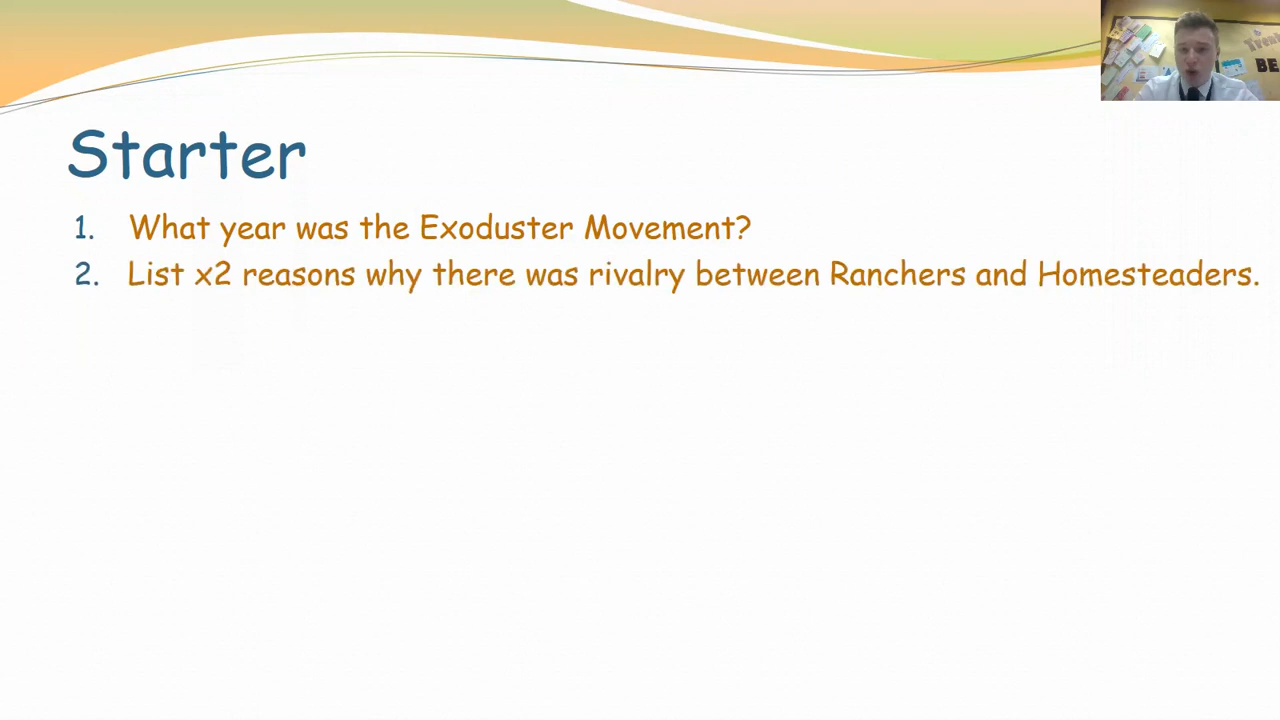 Starter
1. What year was the Exoduster Movement?
2. List x2 reasons why there was rivalry between Ranchers and Homesteaders.
BE